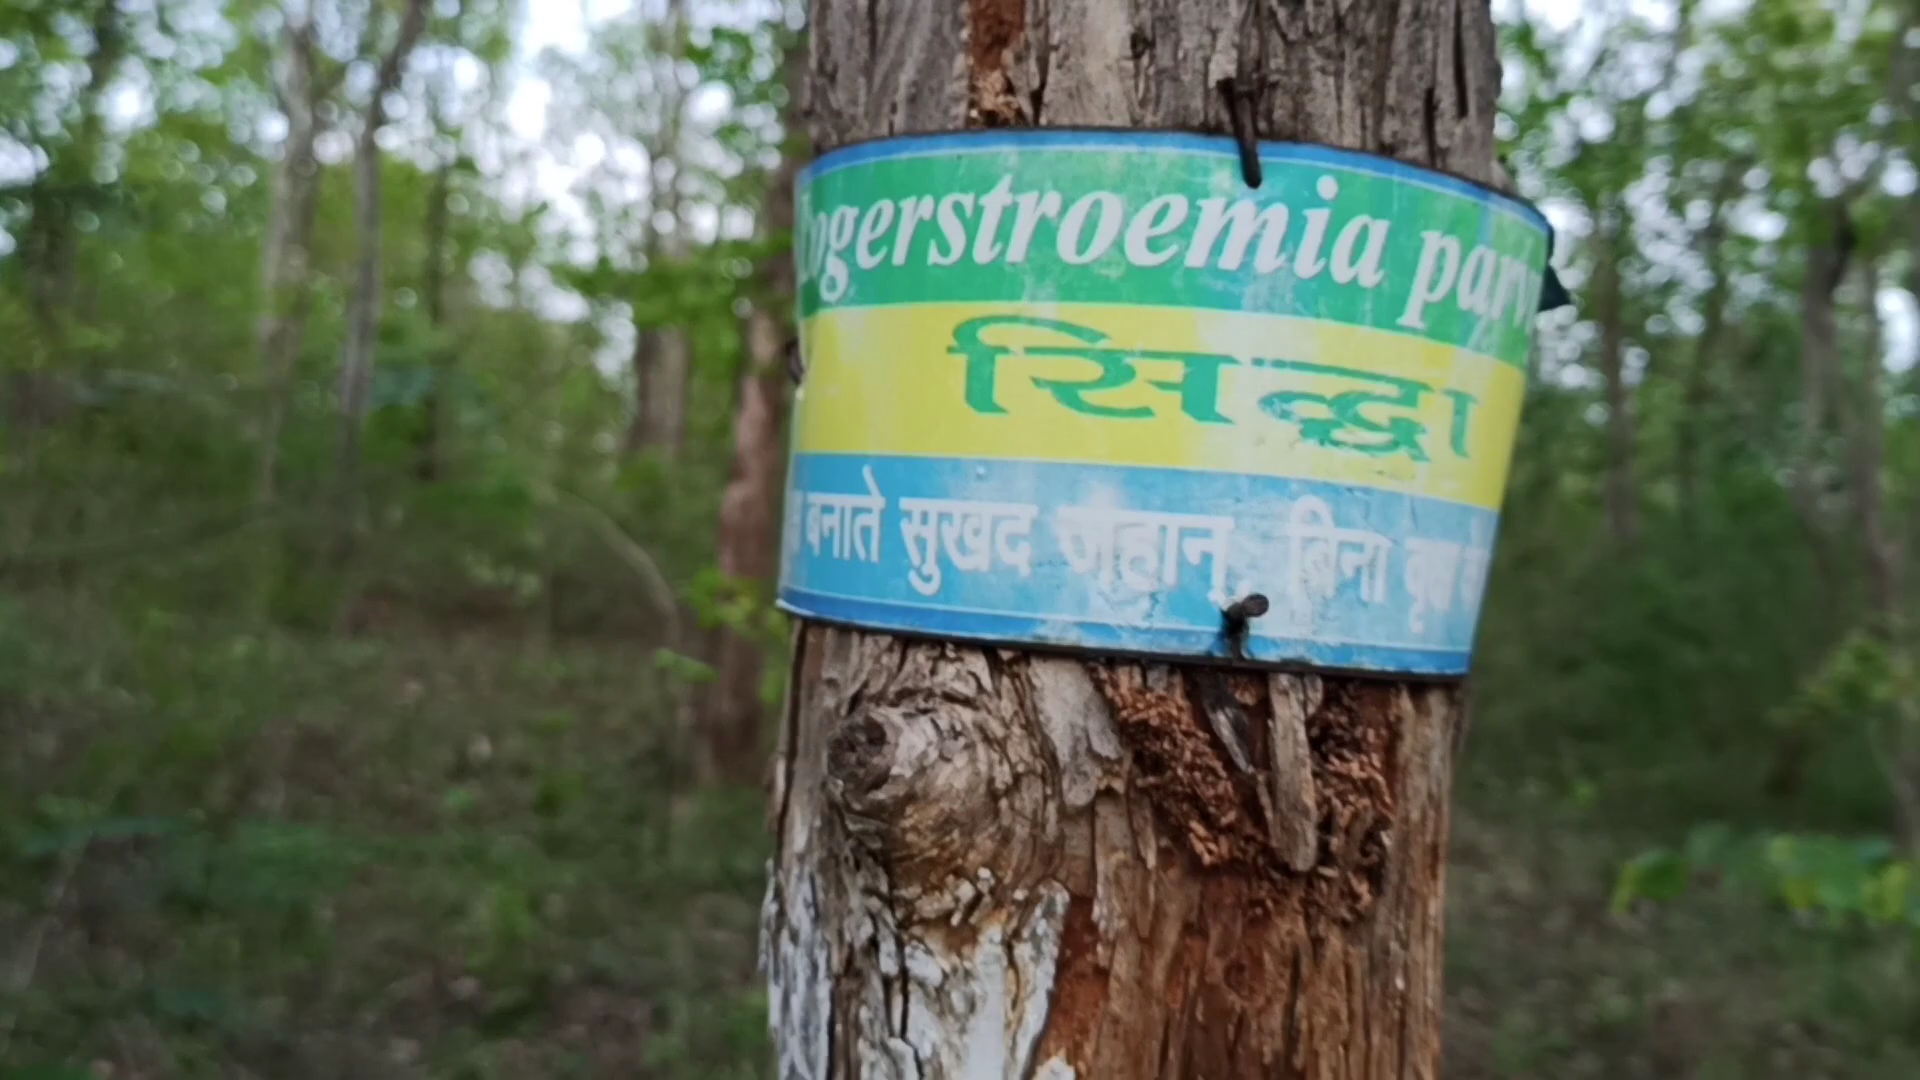 ogerstroemia parv
सिद्धा
बनाते सुखद जहान, बिना वृक्ष